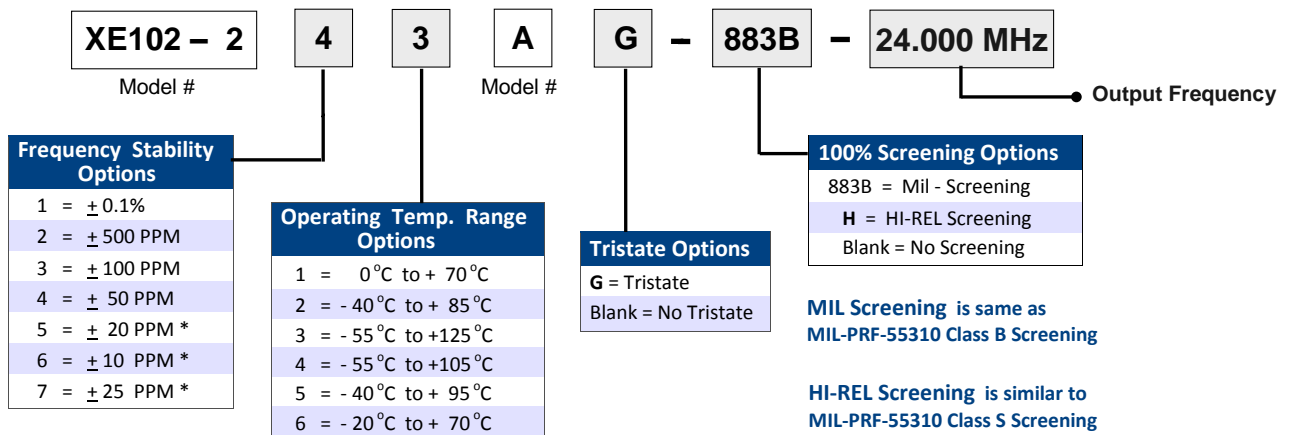 XE102 – 2 4 3 A G – 883B – 24.000 MHz
Model # Model #
Output Frequency
Frequency Stability
Options
1 = ± 0.1%
2 = ± 500 PPM
3 = ± 100 PPM
4 = ± 50 PPM
5 = ± 20 PPM *
6 = ± 10 PPM *
7 = ± 25 PPM *
Operating Temp. Range
Options
1 = 0°C to + 70°C
2 = - 40°C to + 85°C
3 = - 55°C to +125°C
4 = - 55°C to +105°C
5 = - 40°C to + 95°C
6 = - 20°C to + 70°C
Tristate Options
G = Tristate
Blank = No Tristate
100% Screening Options
883B = Mil - Screening
H = HI-REL Screening
Blank = No Screening
MIL Screening is same as
MIL-PRF-55310 Class B Screening
HI-REL Screening is similar to
MIL-PRF-55310 Class S Screening